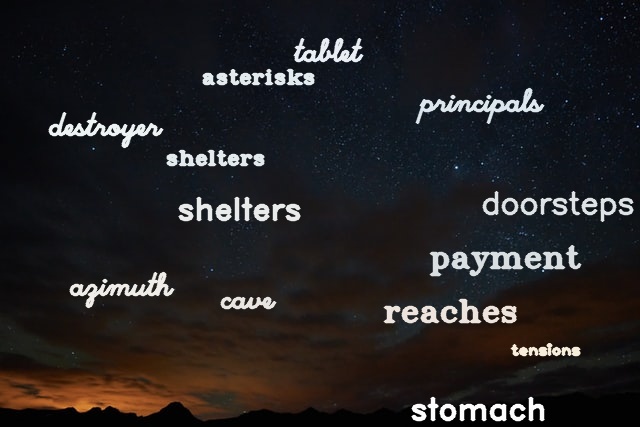 tablet
asterisks
principals
destroyer
shelters
doorsteps
shelters
payment
azimuth
cave
reaches
tensions
stomach